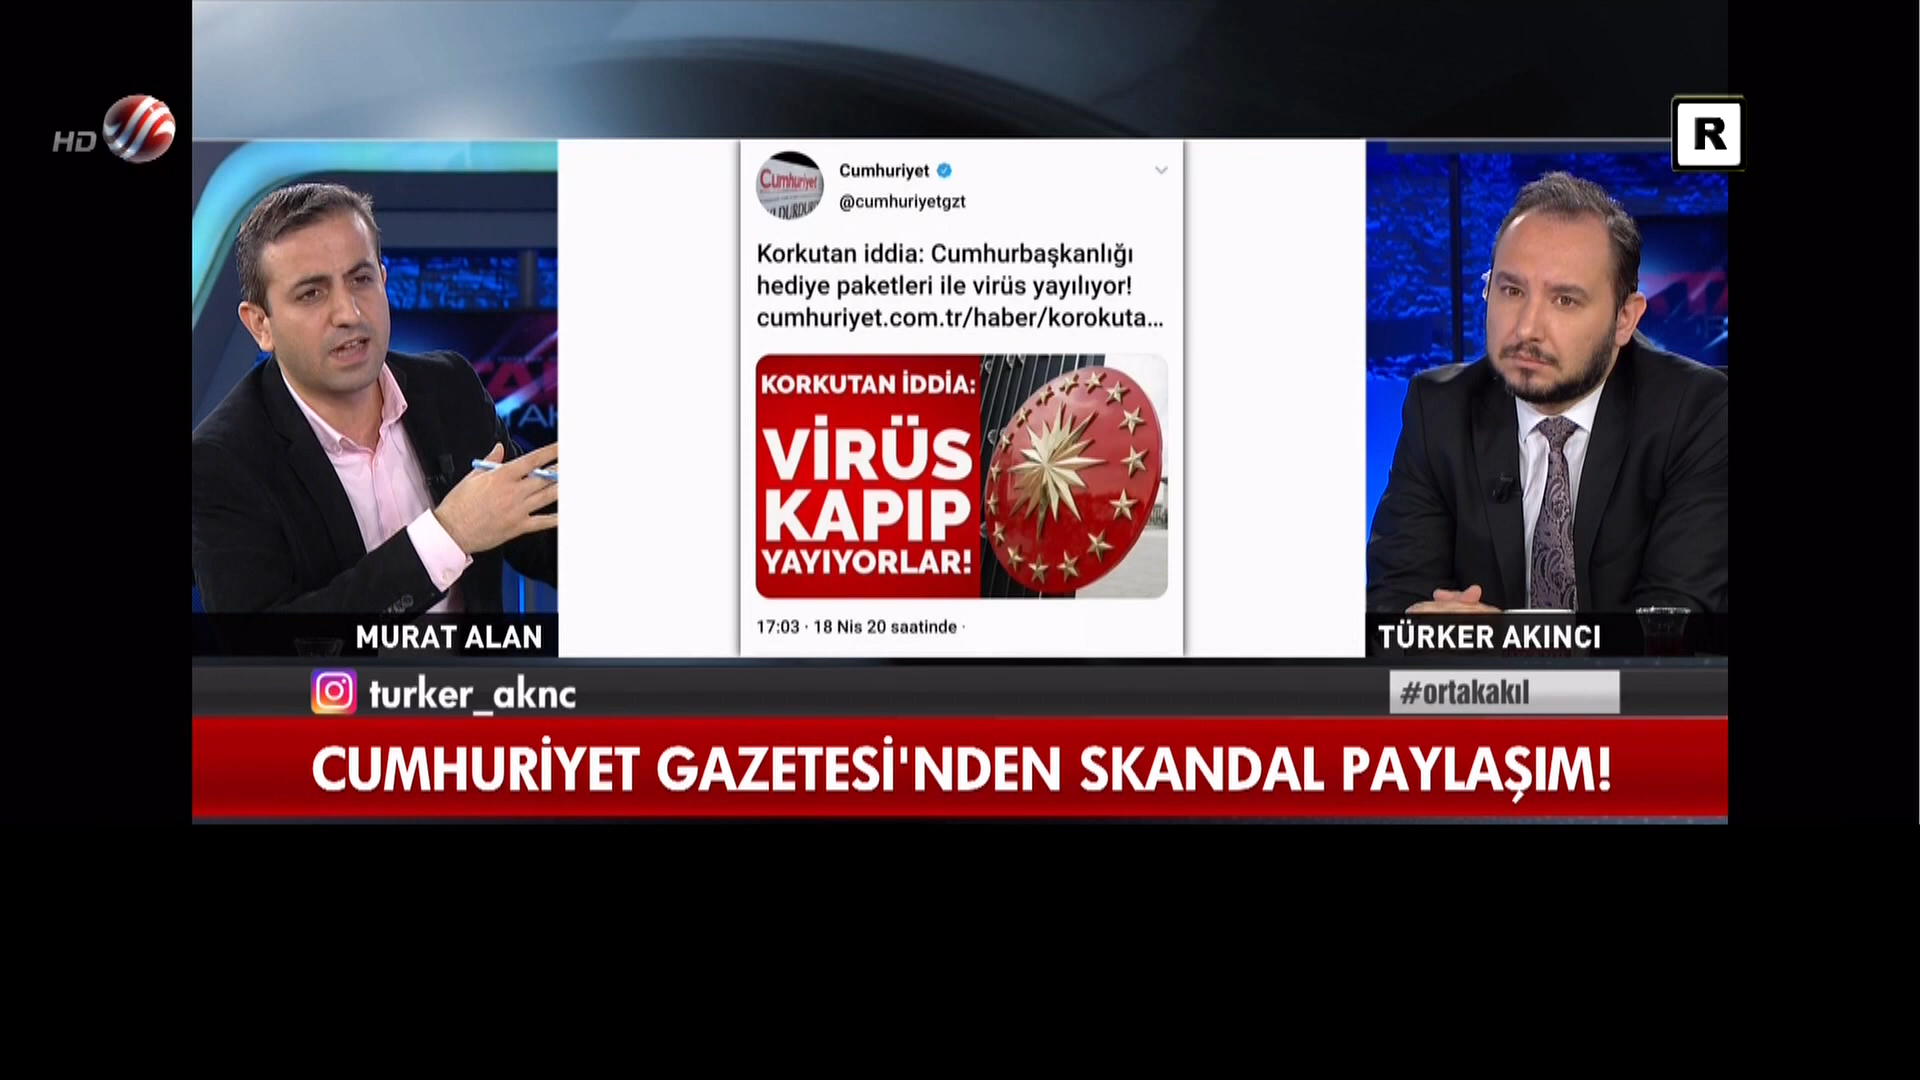 HD
R
Cumhuriyet
@cumhuriyetgzt
Cumhuriyet
Korkutan iddia: Cumhurbaşkanlığı
hediye paketleri ile virüs yayılıyor!
cumhuriyet.com.tr/haber/korokuta...
KORKUTAN İDDİA:
VİRÜS
KAPIP
YAYIYORLAR!
17:03 · 18 Nis 20 saatinde ·
MURAT ALAN
TÜRKER AKINCI
turker_aknc
#ortakakıl
CUMHURİYET GAZETESİ'NDEN SKANDAL PAYLAŞIM!